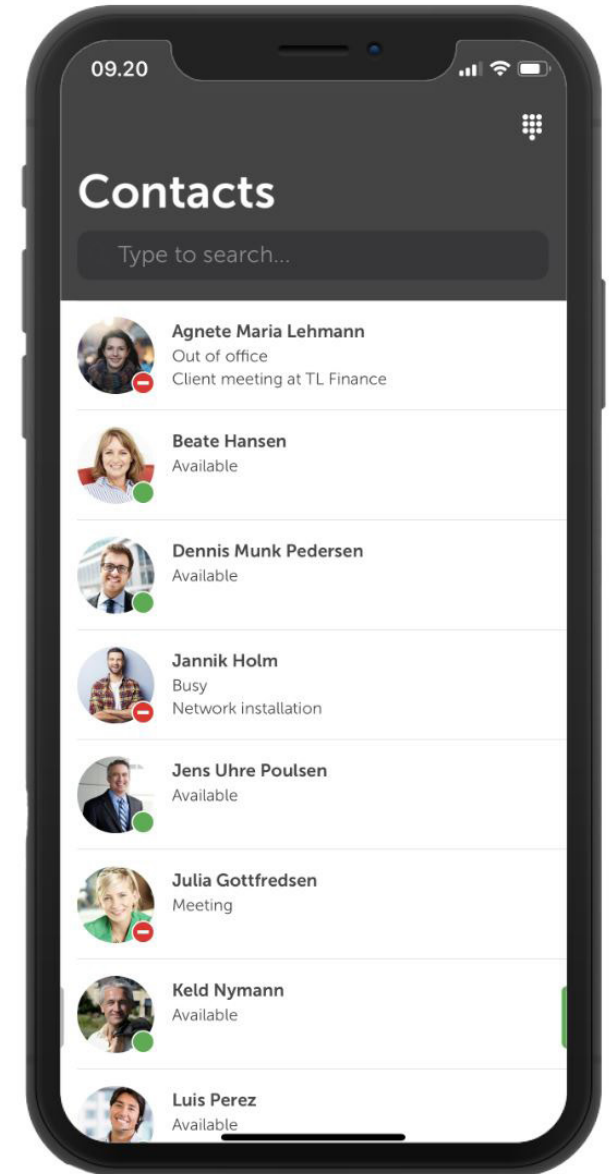 09.20
Contacts
Type to search...
Agnete Maria Lehmann
Out of office
Client meeting at TL Finance
Beate Hansen
Available
Dennis Munk Pedersen
Available
Jannik Holm
Busy
Network installation
Jens Uhre Poulsen
Available
Julia Gottfredsen
Meeting
Keld Nymann
Available
Luis Perez
Available